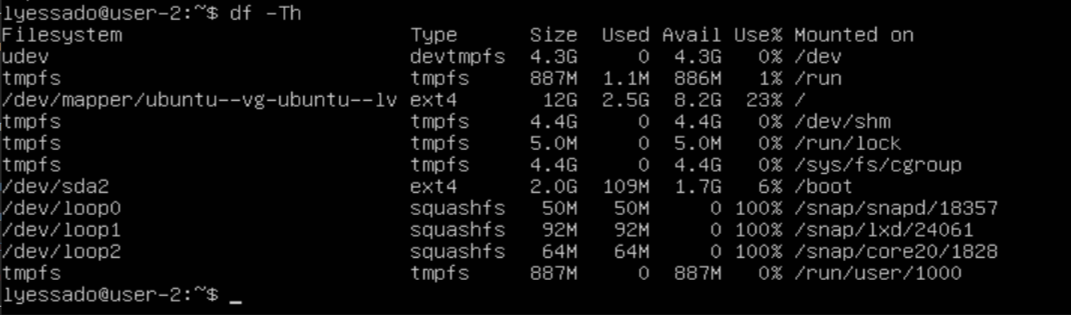 lyessado@user-2:~$ df -Th
Filesystem                        Type      Size  Used Avail Use% Mounted on
udev                              devtmpfs  4.3G     0  4.3G   0% /dev
tmpfs                             tmpfs     887M  1.1M  886M   1% /run
/dev/mapper/ubuntu--vg-ubuntu--lv ext4       12G  2.5G  8.2G  23% /
tmpfs                             tmpfs     4.4G     0  4.4G   0% /dev/shm
tmpfs                             tmpfs     5.0M     0  5.0M   0% /run/lock
tmpfs                             tmpfs     4.4G     0  4.4G   0% /sys/fs/cgroup
/dev/sda2                         ext4      2.0G  109M  1.7G   6% /boot
/dev/loop0                        squashfs   50M   50M     0 100% /snap/snapd/18357
/dev/loop1                        squashfs   92M   92M     0 100% /snap/lxd/24061
/dev/loop2                        squashfs   64M   64M     0 100% /snap/core20/1828
tmpfs                             tmpfs     887M     0  887M   0% /run/user/1000
lyessado@user-2:~$ _